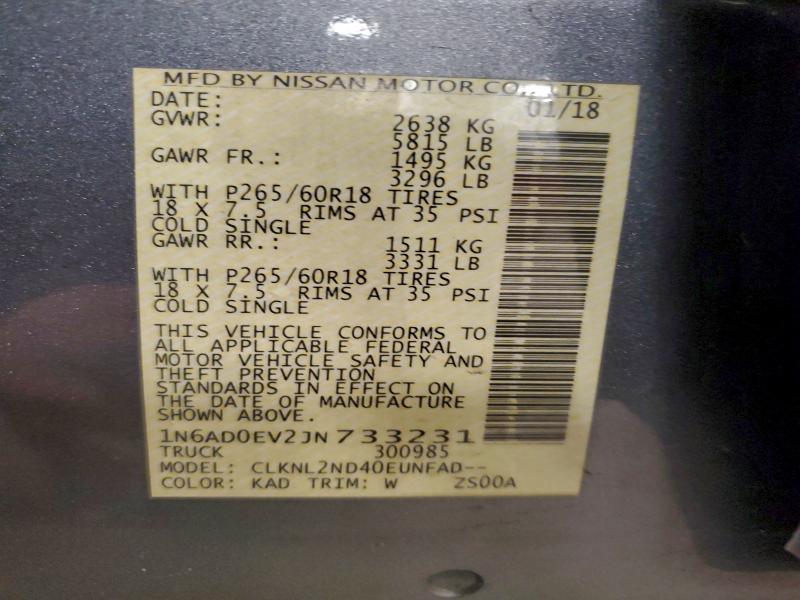 MFD BY NISSAN MOTOR CO.,LTD.
DATE: 01/18
GVWR: 2638 KG
5815 LB
GAWR FR.: 1495 KG
3296 LB
WITH P265/60R18 TIRES
18 X 7.5 RIMS AT 35 PSI
COLD SINGLE
GAWR RR.: 1511 KG
3331 LB
WITH P265/60R18 TIRES
18 X 7.5 RIMS AT 35 PSI
COLD SINGLE
THIS VEHICLE CONFORMS TO
ALL APPLICABLE FEDERAL
MOTOR VEHICLE SAFETY AND
THEFT PREVENTION
STANDARDS IN EFFECT ON
THE DATE OF MANUFACTURE
SHOWN ABOVE.
1N6AD0EV2JN733231
TRUCK 300985
MODEL: CLKNL2ND40EUNFAD--
COLOR: KAD TRIM: W ZS00A